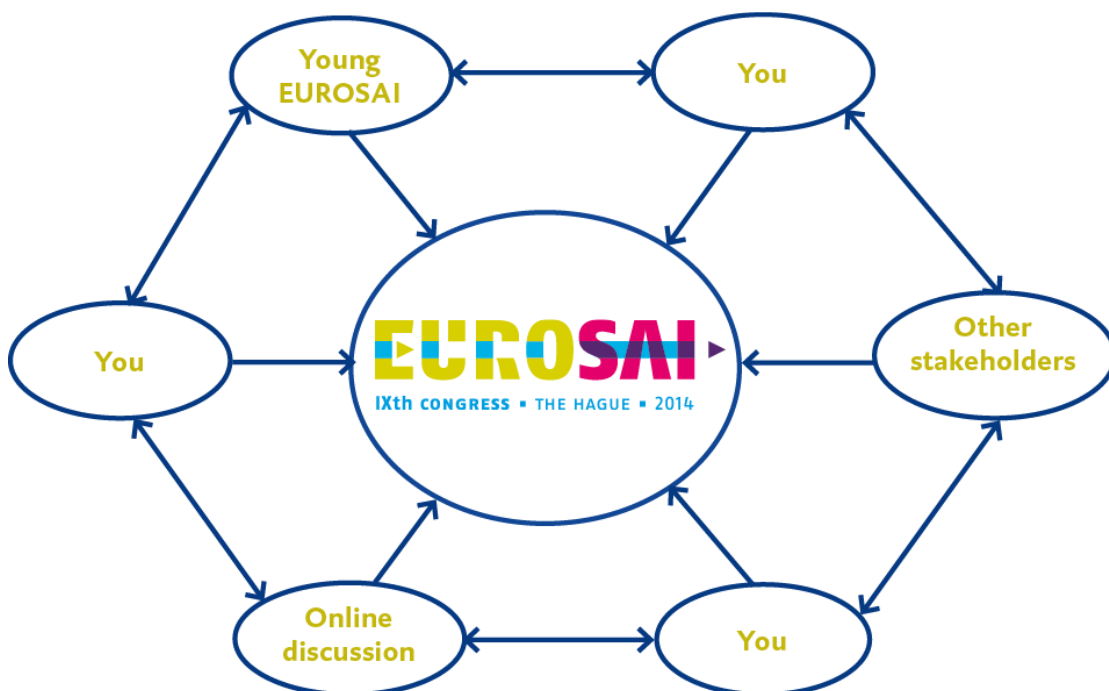 Young
EUROSAI
You
You
EUROSAI
IXth CONGRESS ▪ THE HAGUE ▪ 2014
Other
stakeholders
Online
discussion
You